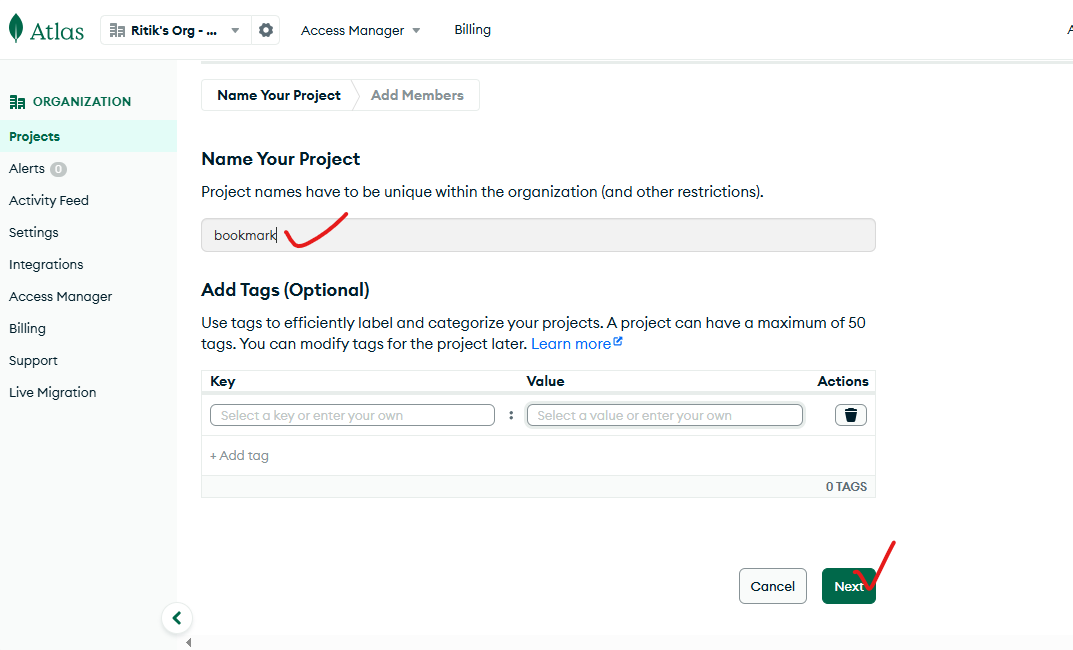 Atlas
Ritik's Org - ...
Access Manager
Billing
A
ORGANIZATION
Projects
Alerts 0
Activity Feed
Settings
Integrations
Access Manager
Billing
Support
Live Migration
Name Your Project
Add Members
Name Your Project
Project names have to be unique within the organization (and other restrictions).
bookmark
Add Tags (Optional)
Use tags to efficiently label and categorize your projects. A project can have a maximum of 50
tags. You can modify tags for the project later. Learn more
Key Value Actions
Select a key or enter your own : Select a value or enter your own
+ Add tag
0 TAGS
Cancel
Next